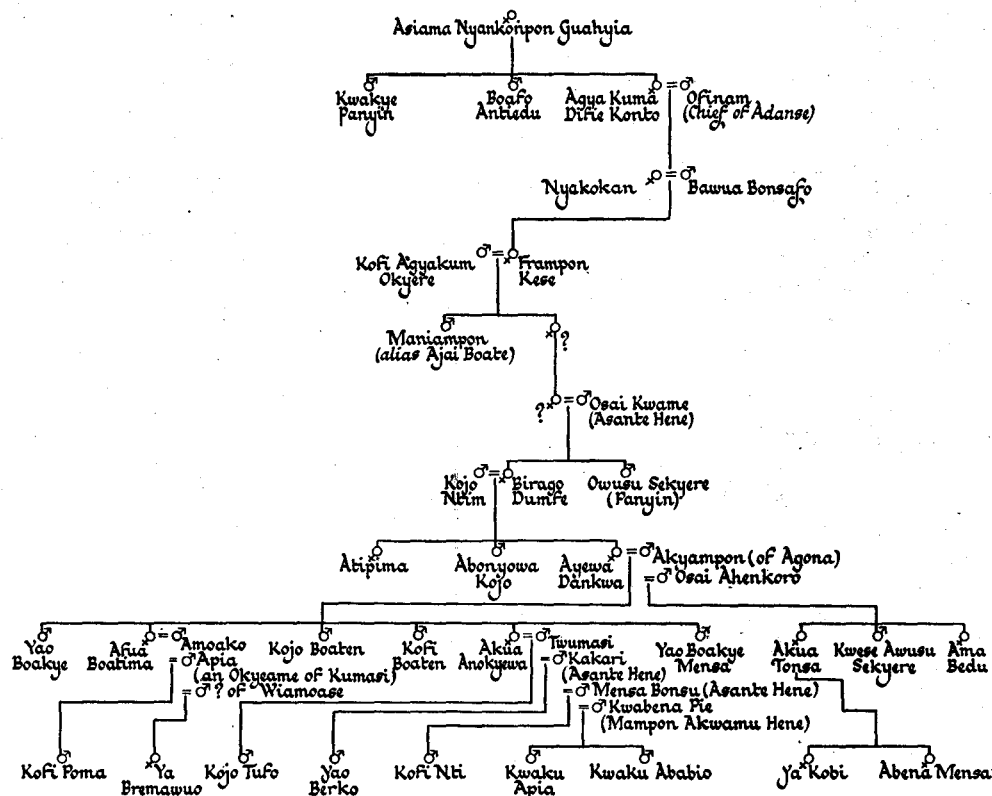 Asiama Nyankonpon Guahyia
Kwakye
Panyin
Boafo
Antiedu
Agya Kuma
Difie Konto
Ofinam
(Chief of Adanse)
Nyakokan
Bawua Bonsafo
Kofi Agyakum
Okyere
Frampon
Kese
Maniampon
(alias Ajai Boate)
?
?
Osai Kwame
(Asante Hene)
Kojo
Ntim
Birago
Dumfe
Owusu Sekyere
(Panyin)
Atipima
Abonyowa
Kojo
Ayewa
Dankwa
Akyampon (of Agona)
Osai Ahenkoro
Yao
Boakye
Afua
Boatima
Amoako
Apia
(an Okyeame of Kumasi)
? of Wiamoase
Kojo Boaten
Kofi
Boaten
Akua
Anokyewa
Twumasi
Kakari
(Asante Hene)
Mensa Bonsu (Asante Hene)
Kwabena Pie
(Mampon Akwamu Hene)
Yao Boakye
Mensa
Akua
Tonsa
Kwese Awusu
Sekyere
Ama
Bedu
Kofi Poma
Ya
Bremawuo
Kojo Tufo
Yao
Berko
Kofi Nti
Kwaku
Apia
Kwaku Ababio
Ya Kobi
Abena Mensa